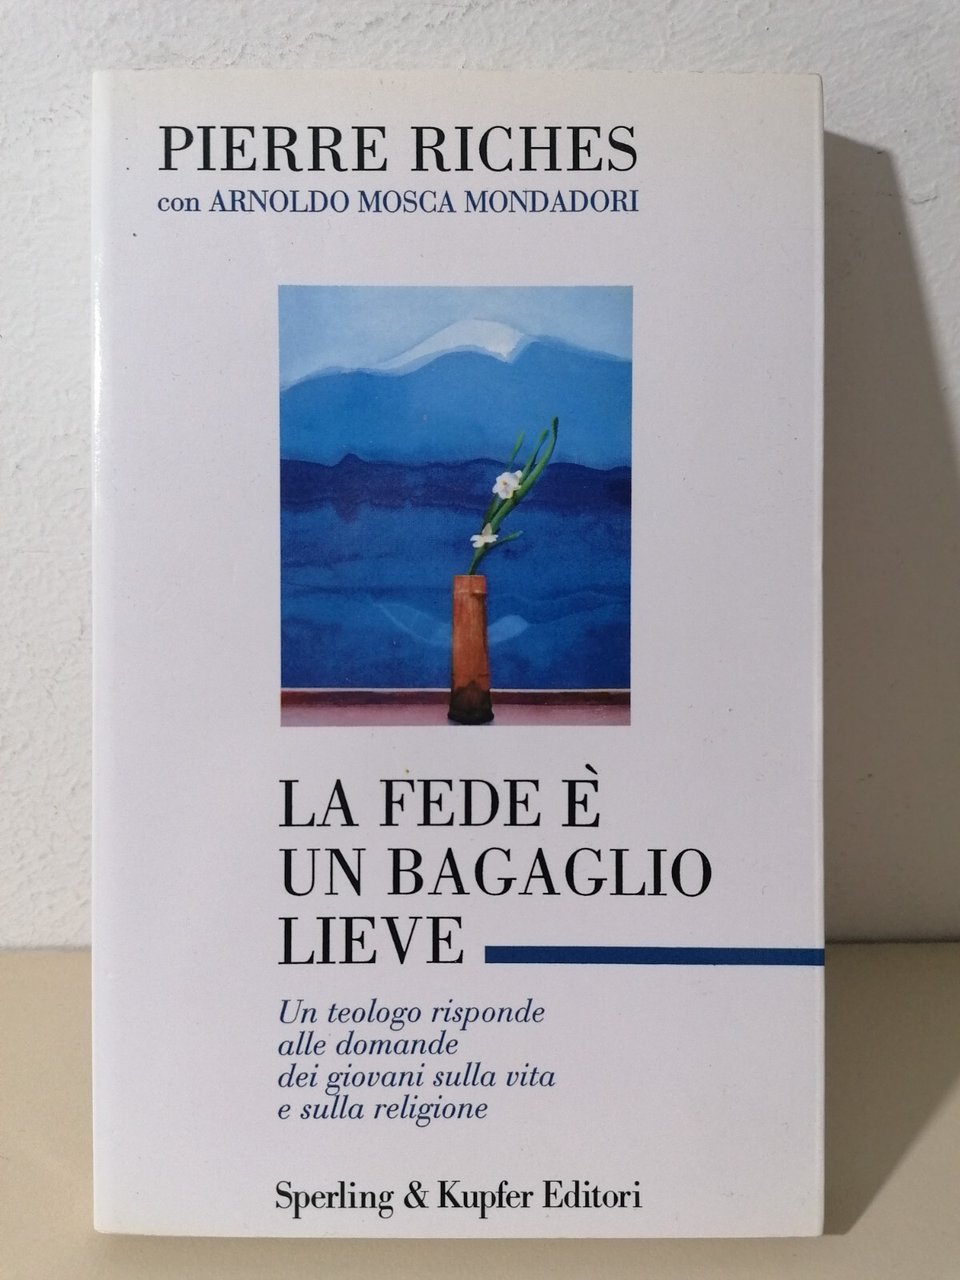 PIERRE RICHES
con ARNOLDO MOSCA MONDADORI
LA FEDE È
UN BAGAGLIO
LIEVE
Un teologo risponde
alle domande
dei giovani sulla vita
e sulla religione
Sperling & Kupfer Editori